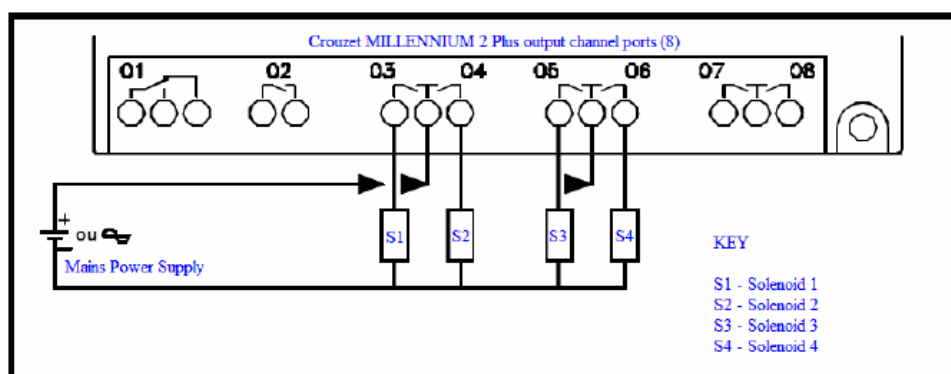 Crouzet MILLENNIUM 2 Plus output channel ports (8)
O1 O2 O3 O4 O5 O6 O7 O8
+ ou
Mains Power Supply
S1 S2 S3 S4
KEY
S1 - Solenoid 1
S2 - Solenoid 2
S3 - Solenoid 3
S4 - Solenoid 4